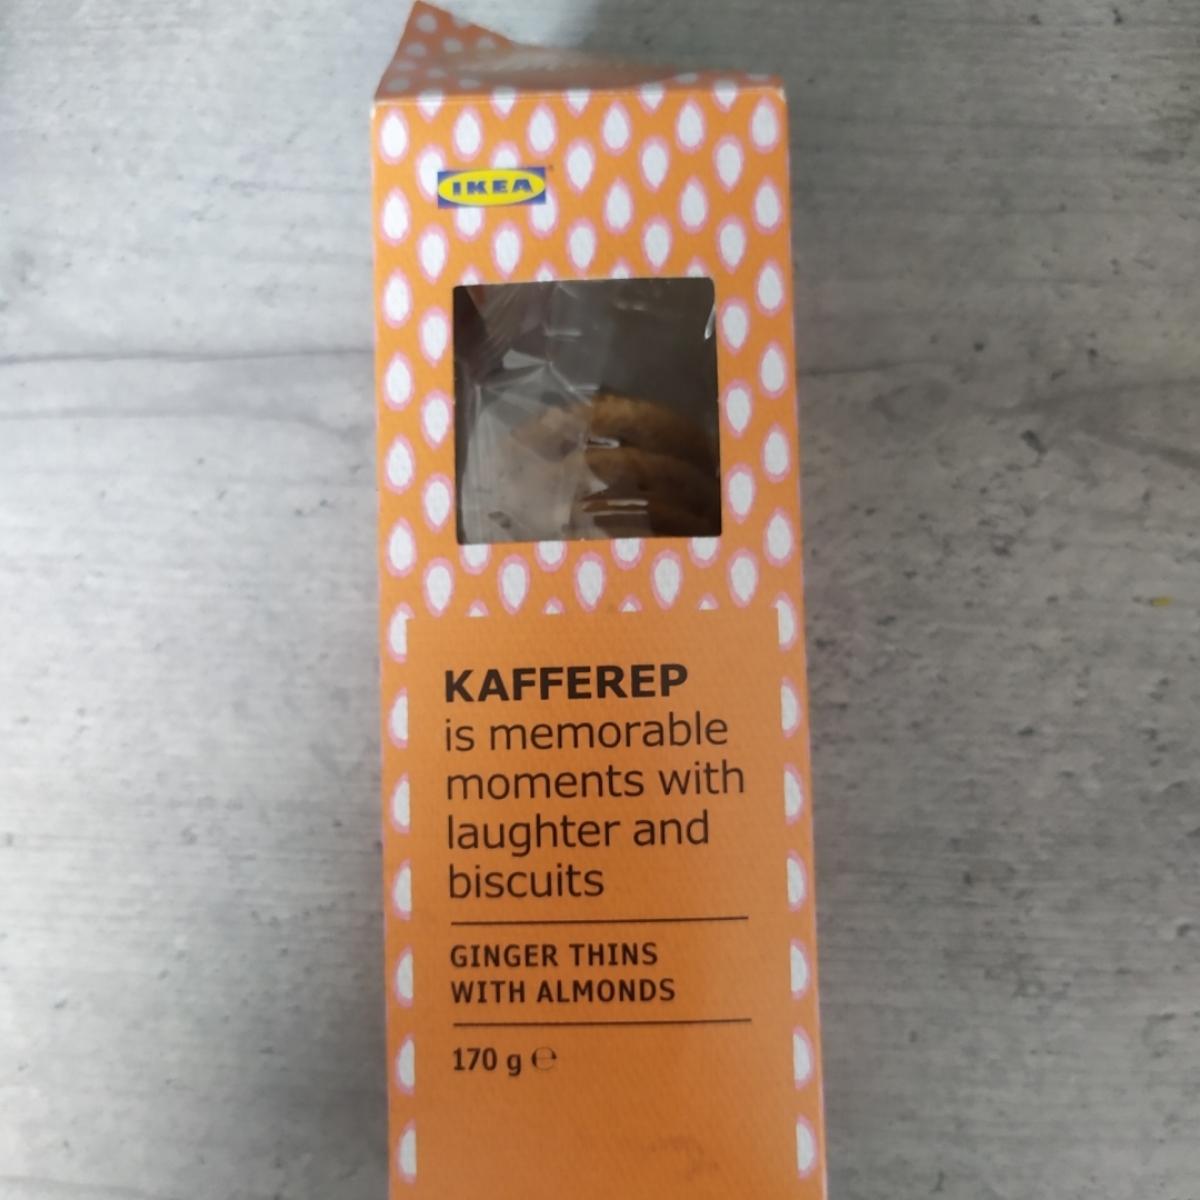 IKEA
KAFFEREP
is memorable
moments with
laughter and
biscuits
GINGER THINS
WITH ALMONDS
170 g ℮